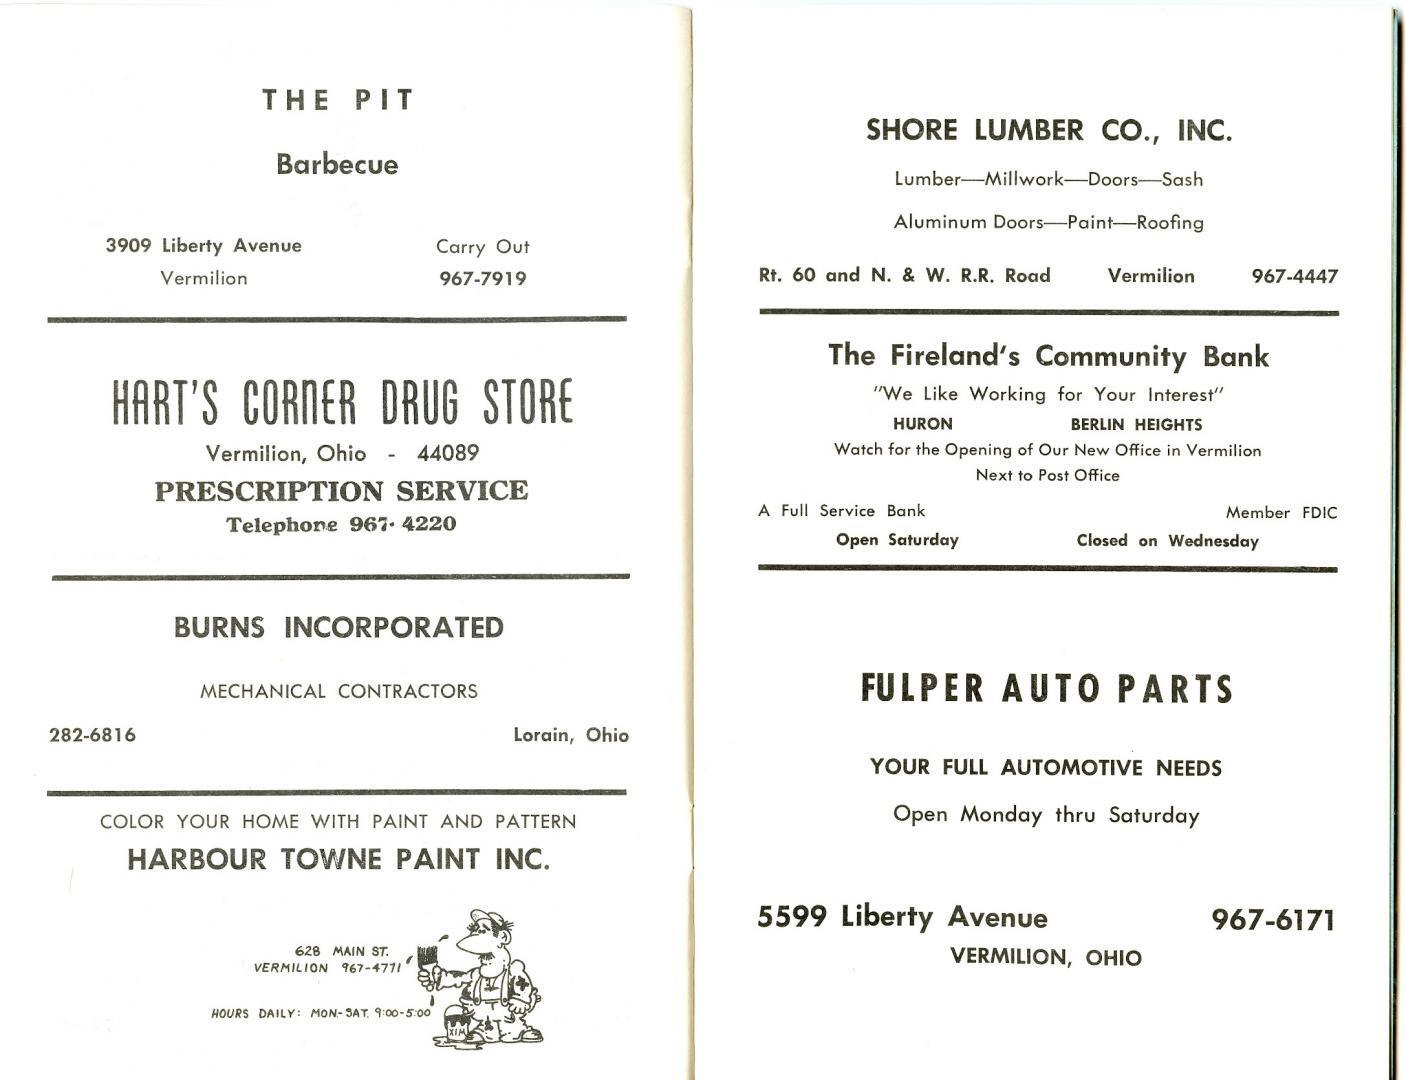 THE PIT
Barbecue
3909 Liberty Avenue Carry Out
Vermilion 967-7919
HART'S CORNER DRUG STORE
Vermilion, Ohio - 44089
PRESCRIPTION SERVICE
Telephone 967-4220
BURNS INCORPORATED
MECHANICAL CONTRACTORS
282-6816 Lorain, Ohio
COLOR YOUR HOME WITH PAINT AND PATTERN
HARBOUR TOWNE PAINT INC.
628 MAIN ST.
VERMILION 967-4771
HOURS DAILY: MON.-SAT. 9:00-5:00
XIM
SHORE LUMBER CO., INC.
Lumber—Millwork—Doors—Sash
Aluminum Doors—Paint—Roofing
Rt. 60 and N. & W. R.R. Road Vermilion 967-4447
The Fireland's Community Bank
"We Like Working for Your Interest"
HURON BERLIN HEIGHTS
Watch for the Opening of Our New Office in Vermilion
Next to Post Office
A Full Service Bank Member FDIC
Open Saturday Closed on Wednesday
FULPER AUTO PARTS
YOUR FULL AUTOMOTIVE NEEDS
Open Monday thru Saturday
5599 Liberty Avenue 967-6171
VERMILION, OHIO